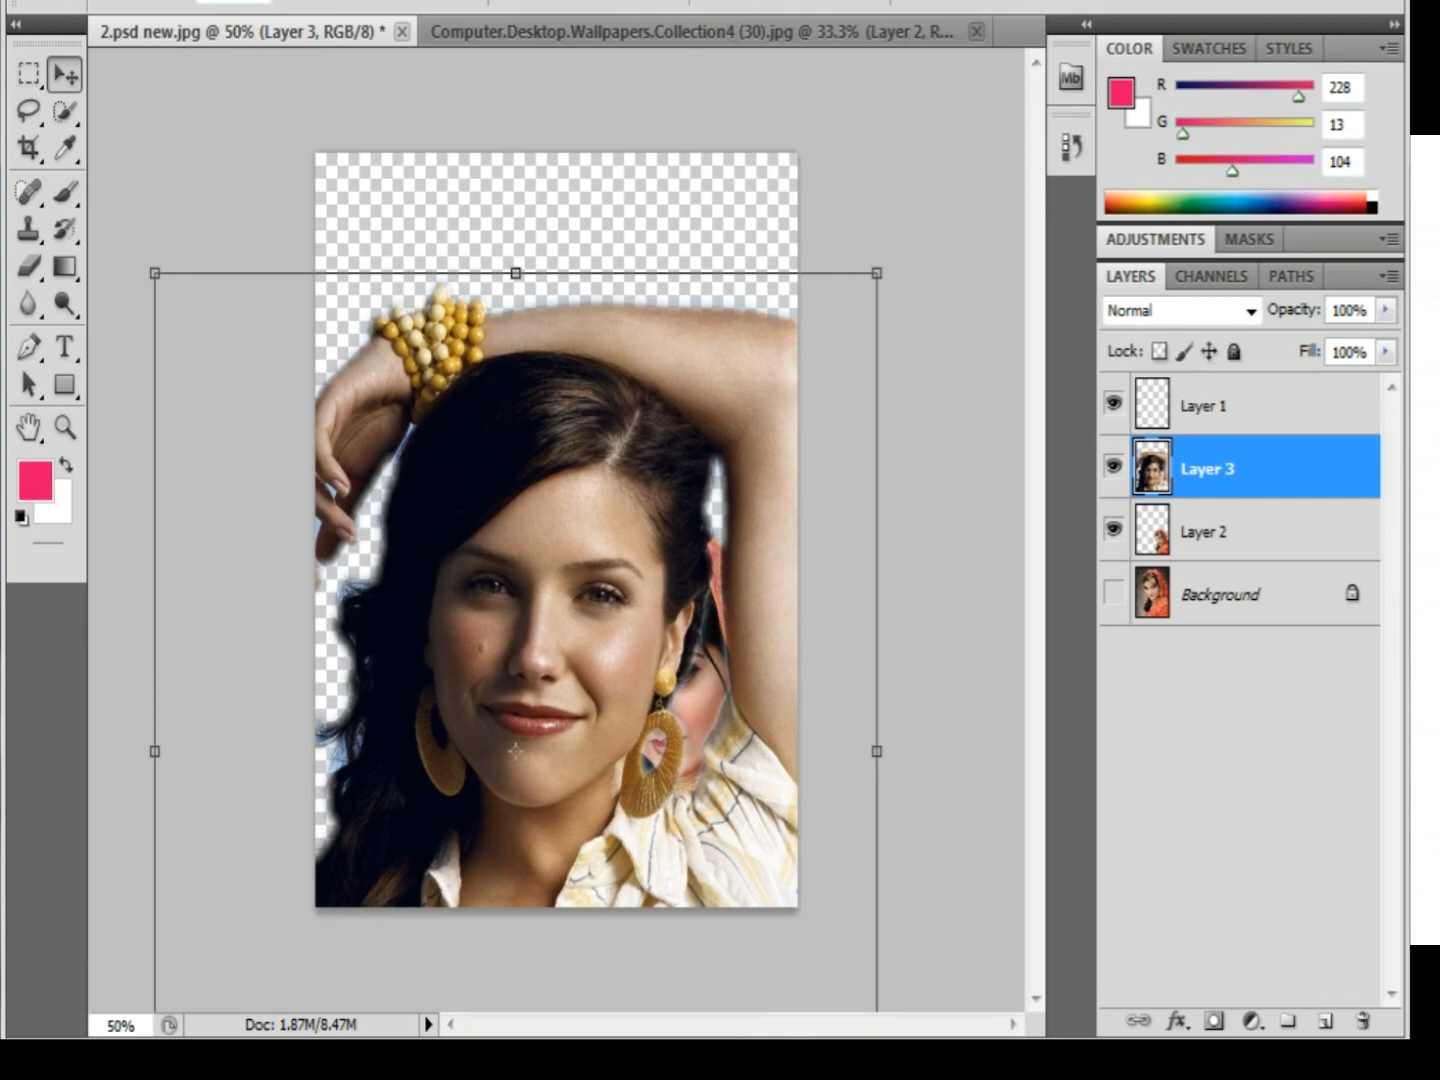 2.psd new.jpg @ 50% (Layer 3, RGB/8) *
Computer.Desktop.Wallpapers.Collection4 (30).jpg @ 33.3% (Layer 2, R...
Mb
COLOR SWATCHES STYLES
R 228
G 13
B 104
ADJUSTMENTS MASKS
LAYERS CHANNELS PATHS
Normal Opacity: 100%
Lock: Fill: 100%
Layer 1
Layer 3
Layer 2
Background
T
fx
50% Doc: 1.87M/8.47M